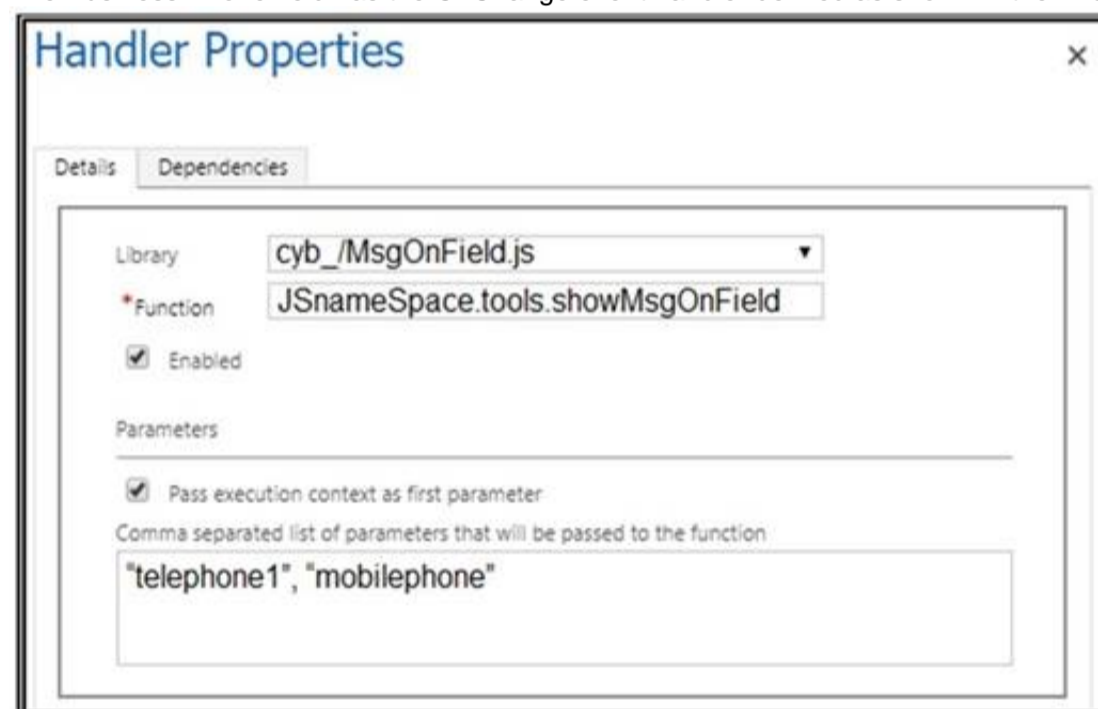 Handler Properties
×
Details Dependencies
Library cyb_/MsgOnField.js ▼
*Function JSnameSpace.tools.showMsgOnField
Enabled
Parameters
Pass execution context as first parameter
Comma separated list of parameters that will be passed to the function
“telephone1”, “mobilephone”